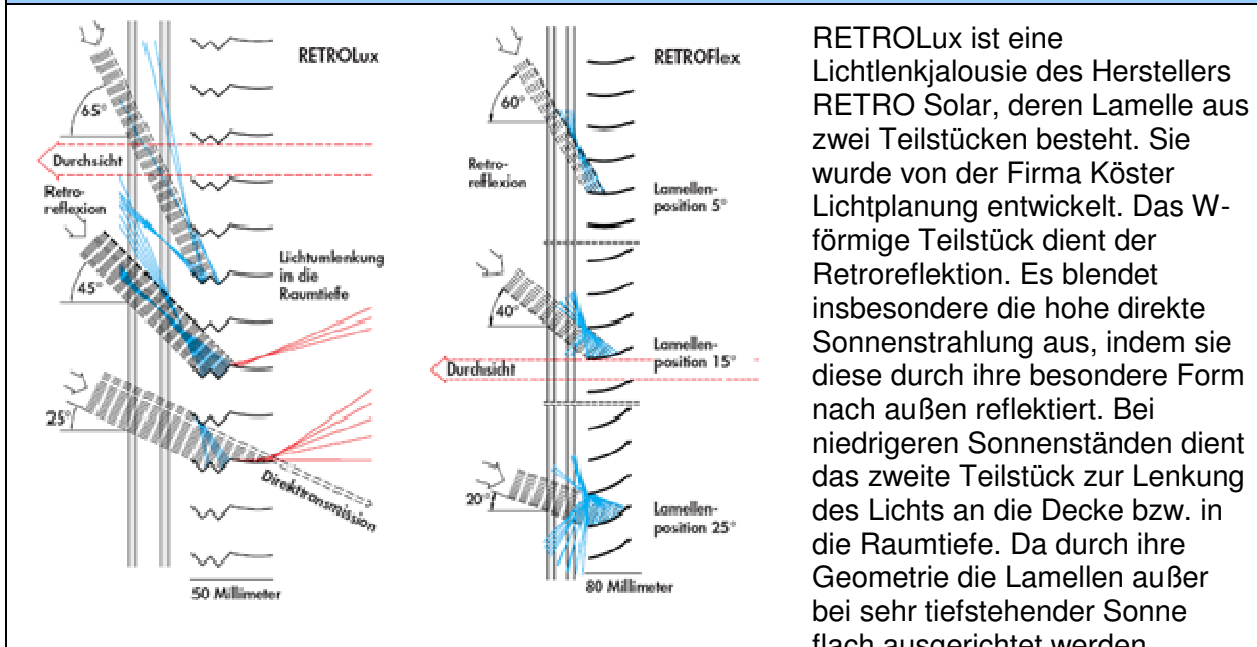 RETROLux
65°
Durchsicht
Retro-
reflexion
45°
Lichtumlenkung
in die
Raumtiefe
25°
Direkttransmission
50 Millimeter
RETROFlex
60°
Retro-
reflexion
Lamellen-
position 5°
40°
Lamellen-
position 15°
Durchsicht
20°
Lamellen-
position 25°
80 Millimeter
RETROLux ist eine
Lichtlenkjalousie des Herstellers
RETRO Solar, deren Lamelle aus
zwei Teilstücken besteht. Sie
wurde von der Firma Köster
Lichtplanung entwickelt. Das W-
förmige Teilstück dient der
Retroreflektion. Es blendet
insbesondere die hohe direkte
Sonnenstrahlung aus, indem sie
diese durch ihre besondere Form
nach außen reflektiert. Bei
niedrigeren Sonnenständen dient
das zweite Teilstück zur Lenkung
des Lichts an die Decke bzw. in
die Raumtiefe. Da durch ihre
Geometrie die Lamellen außer
bei sehr tiefstehender Sonne
flach ausgerichtet werden